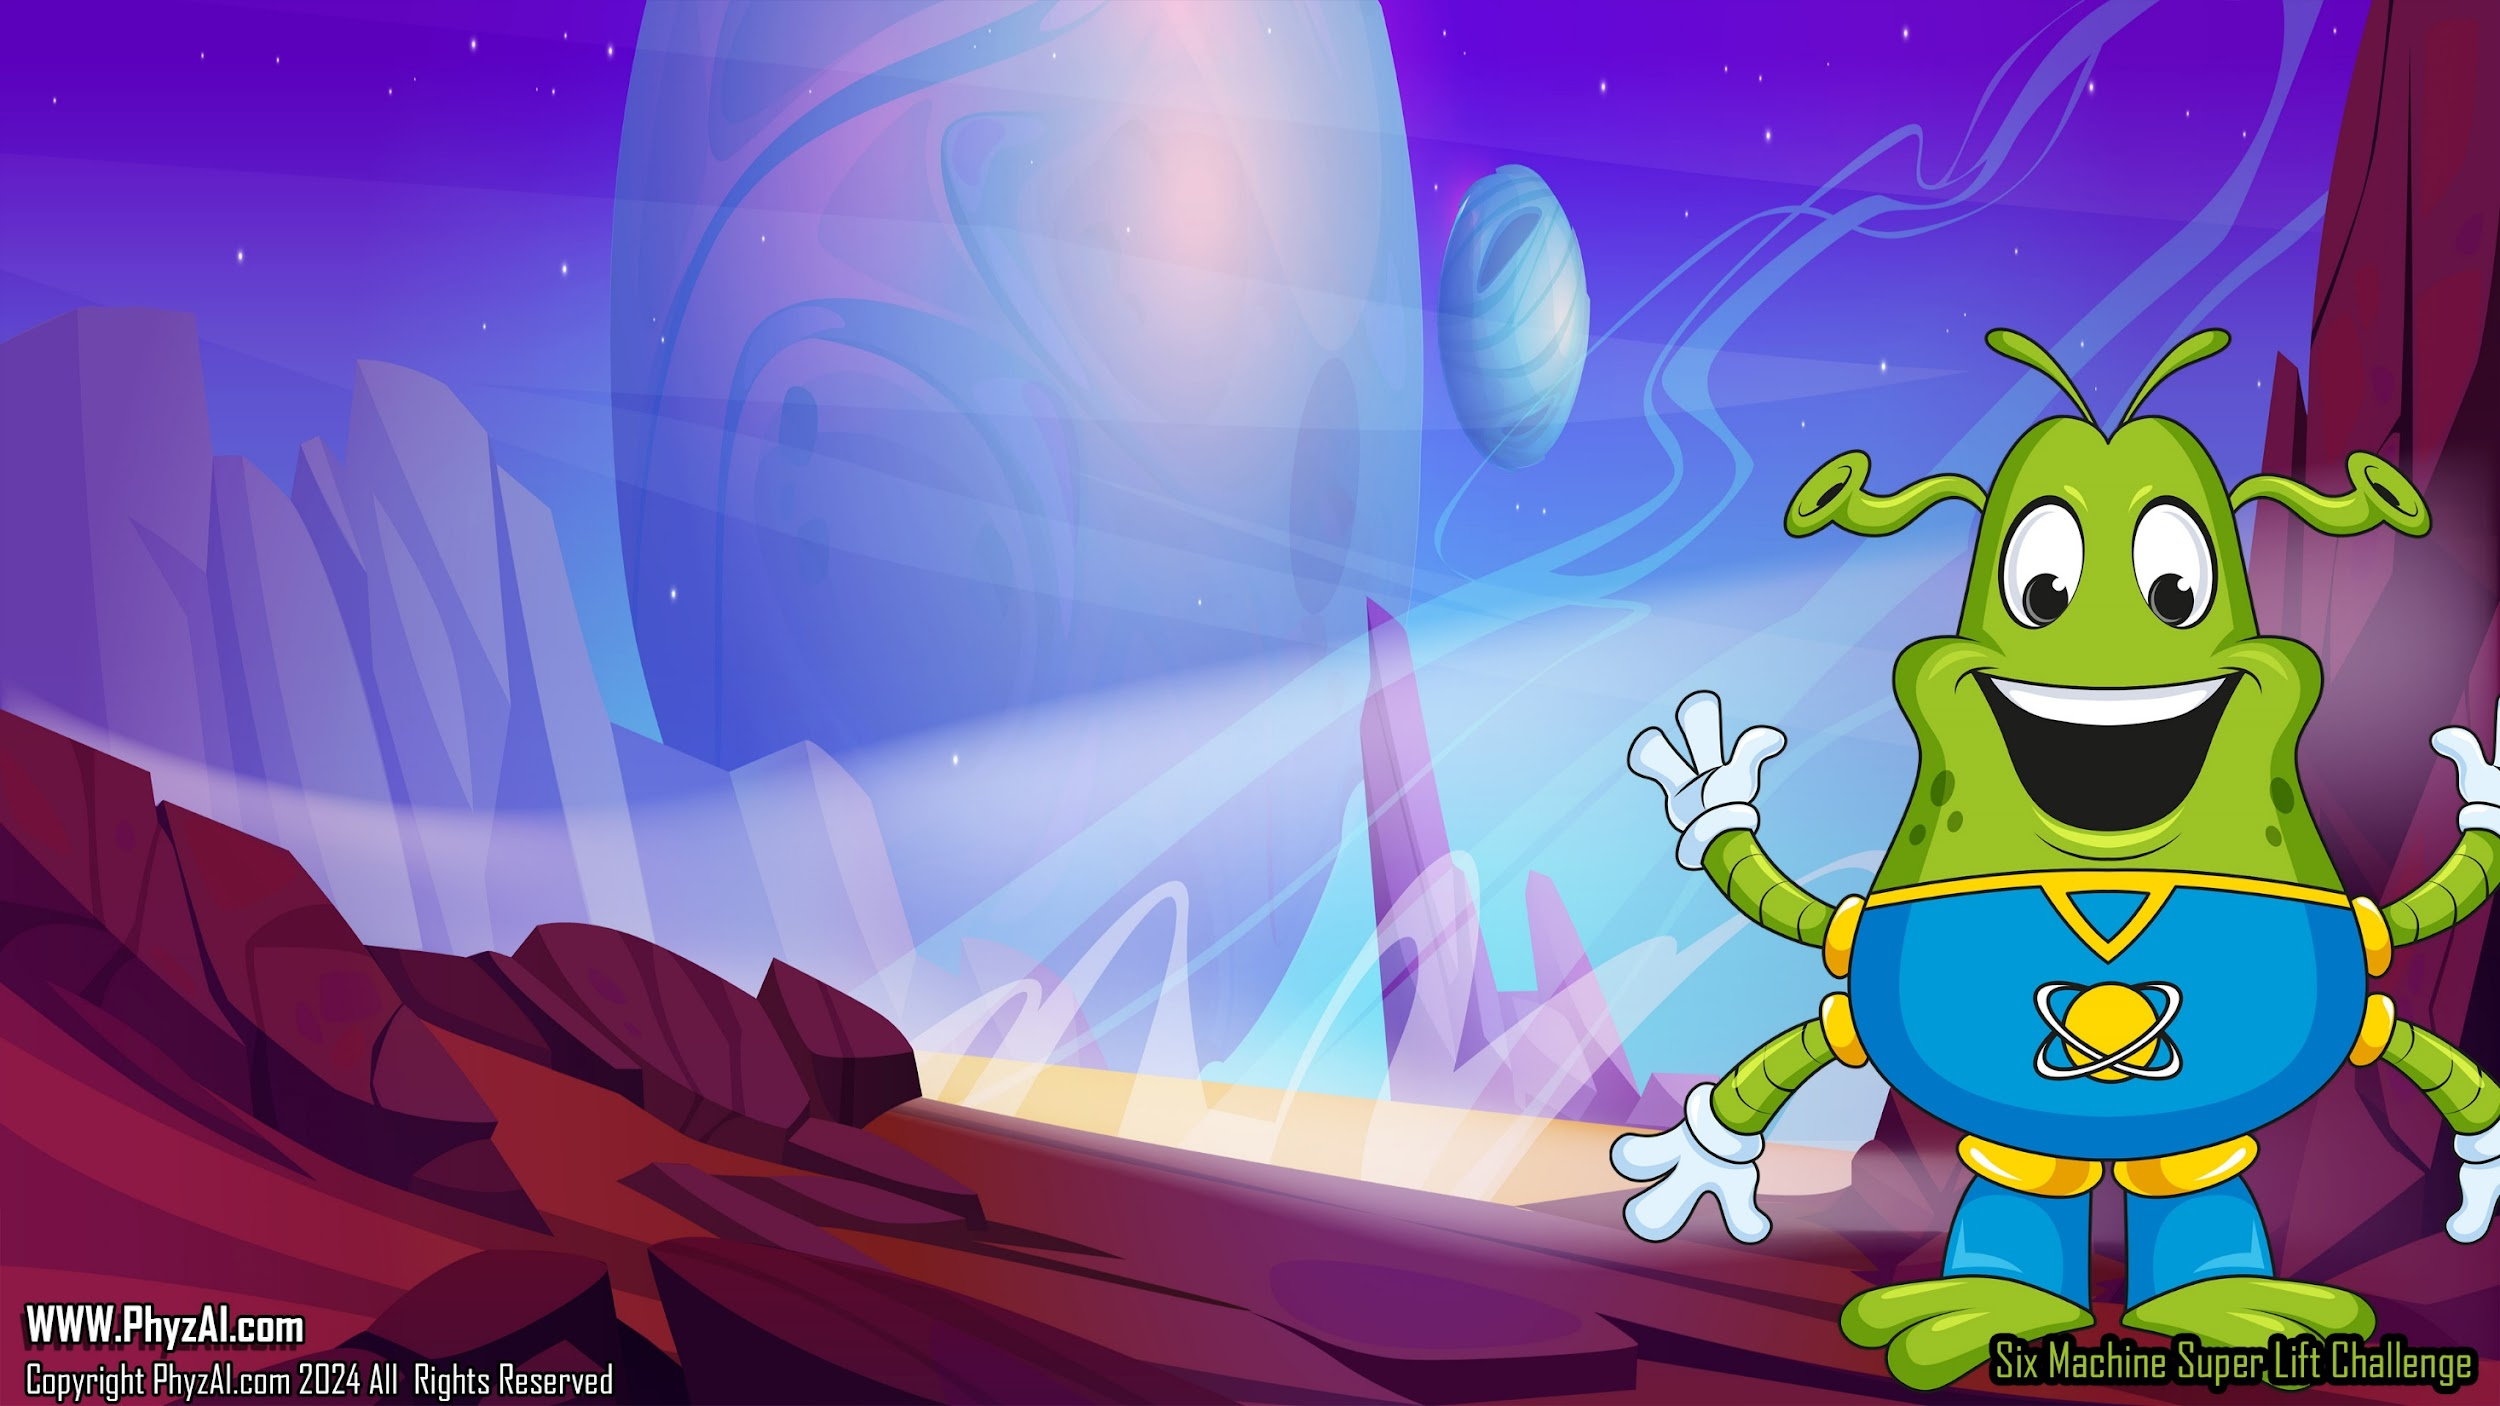 WWW.PhyzAI.com
Copyright PhyzAI.com 2024 All Rights Reserved
Six Machine Super Lift Challenge